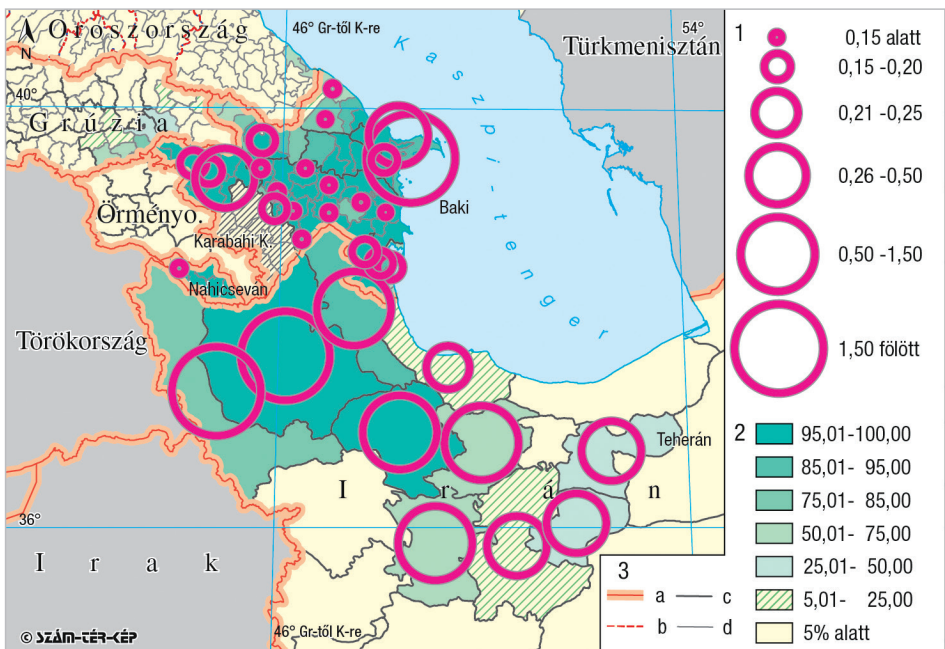 Oroszország
N
46° Gr-től K-re
54°
Türkmenisztán
Kaszpi-tenger
40°
Grúzia
Örményo.
Baki
Karabahi K.
Nahicseván
Törökország
Teherán
Irán
36°
Irak
46° Gr-től K-re
© SZÁM-TÉR-KÉP
1
0,15 alatt
0,15 -0,20
0,21 -0,25
0,26 -0,50
0,50 -1,50
1,50 fölött
2
95,01-100,00
85,01- 95,00
75,01- 85,00
50,01- 75,00
25,01- 50,00
5,01- 25,00
5% alatt
3
a c
b d